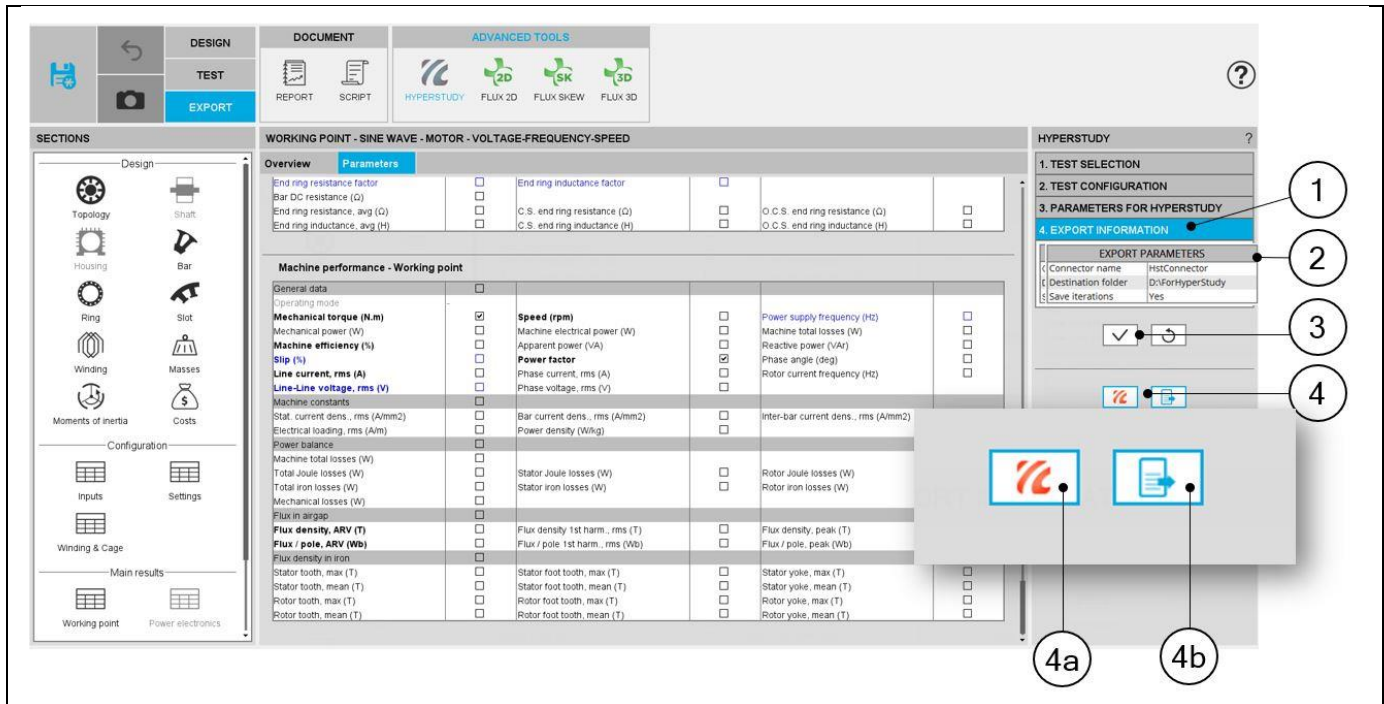 DESIGN
TEST
EXPORT
DOCUMENT
REPORT SCRIPT
ADVANCED TOOLS
2D SK 3D
HYPERSTUDY FLUX 2D FLUX SKEW FLUX 3D
?
SECTIONS
Design
Topology Shaft
Housing Bar
Ring Slot
Winding Masses
Moments of inertia Costs
Configuration
Inputs Settings
Winding & Cage
Main results
Working point Power electronics
WORKING POINT - SINE WAVE - MOTOR - VOLTAGE-FREQUENCY-SPEED
Overview Parameters
End ring resistance factor End ring inductance factor
Bar DC resistance (Ω)
End ring resistance, avg (Ω) C.S. end ring resistance (Ω) O.C.S. end ring resistance (Ω)
End ring inductance, avg (H) C.S. end ring inductance (H) O.C.S. end ring inductance (H)
Machine performance - Working point
General data
Operating mode -
Mechanical torque (N.m) Speed (rpm) Power supply frequency (Hz)
Mechanical power (W) Machine electrical power (W) Machine total losses (W)
Machine efficiency (%) Apparent power (VA) Reactive power (VAr)
Slip (%) Power factor Phase angle (deg)
Line current, rms (A) Phase current, rms (A) Rotor current frequency (Hz)
Line-Line voltage, rms (V) Phase voltage, rms (V)
Machine constants
Stat. current dens., rms (A/mm2) Bar current dens., rms (A/mm2) Inter-bar current dens., rms (A/mm2)
Electrical loading, rms (A/m) Power density (W/kg)
Power balance
Machine total losses (W)
Total Joule losses (W) Stator Joule losses (W) Rotor Joule losses (W)
Total iron losses (W) Stator iron losses (W) Rotor iron losses (W)
Mechanical losses (W)
Flux in airgap
Flux density, ARV (T) Flux density 1st harm., rms (T) Flux density, peak (T)
Flux / pole, ARV (Wb) Flux / pole 1st harm., rms (Wb) Flux / pole, peak (Wb)
Flux density in iron
Stator tooth, max (T) Stator foot tooth, max (T) Stator yoke, max (T)
Stator tooth, mean (T) Stator foot tooth, mean (T) Stator yoke, mean (T)
Rotor tooth, max (T) Rotor foot tooth, max (T) Rotor yoke, max (T)
Rotor tooth, mean (T) Rotor foot tooth, mean (T) Rotor yoke, mean (T)
HYPERSTUDY ?
1. TEST SELECTION
2. TEST CONFIGURATION
3. PARAMETERS FOR HYPERSTUDY
4. EXPORT INFORMATION
EXPORT PARAMETERS
Connector name HstConnector
Destination folder D:\ForHyperStudy
Save iterations Yes
1
2
3
4
4a
4b